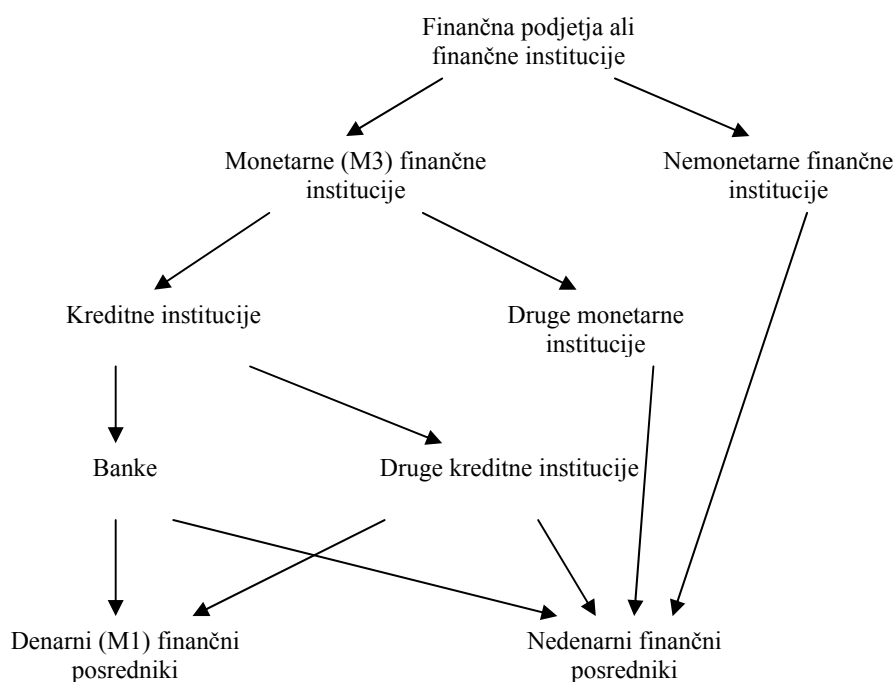 Finančna podjetja ali
finančne institucije
Monetarne (M3) finančne
institucije
Nemonetarne finančne
institucije
Kreditne institucije
Druge monetarne
institucije
Banke
Druge kreditne institucije
Denarni (M1) finančni
posredniki
Nedenarni finančni
posredniki